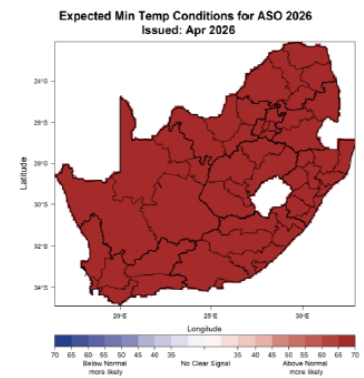 Expected Min Temp Conditions for ASO 2026
Issued: Apr 2026
Latitude
24°S
26°S
28°S
30°S
32°S
34°S
20°E
25°E
30°E
Longitude
70 65 60 55 50 45 40 35 35 40 45 50 55 60 65 70
Below Normal No Clear Signal Above Normal
more likely more likely